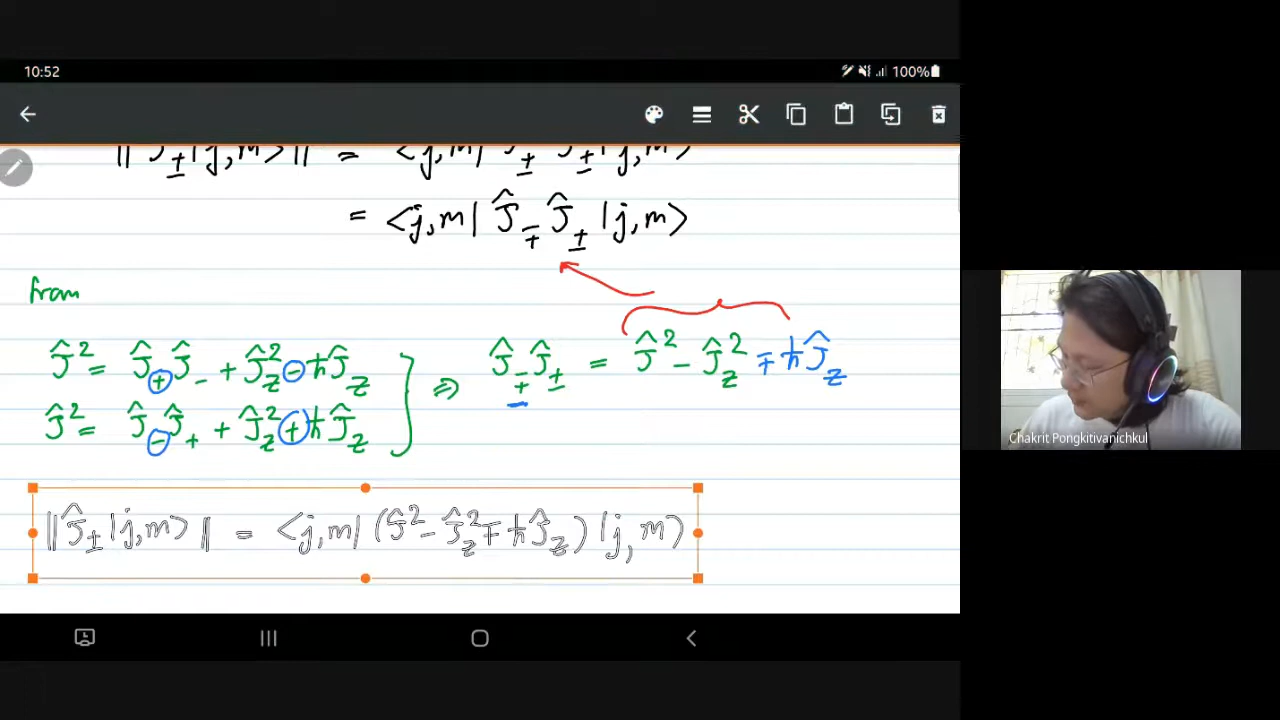 10:52 100%
|| Ĵ± |j,m> || = <j,m| Ĵ±† Ĵ± |j,m>
= <j,m| Ĵ∓ Ĵ± |j,m>
from
Ĵ² = Ĵ+ Ĵ- + Ĵz² - ħĴz
Ĵ² = Ĵ- Ĵ+ + Ĵz² + ħĴz
⇒ Ĵ∓ Ĵ± = Ĵ² - Ĵz² ∓ ħĴz
|| Ĵ± |j,m> || = <j,m| (Ĵ² - Ĵz² ∓ ħĴz) |j,m>
Chakrit Pongkitivanichkul